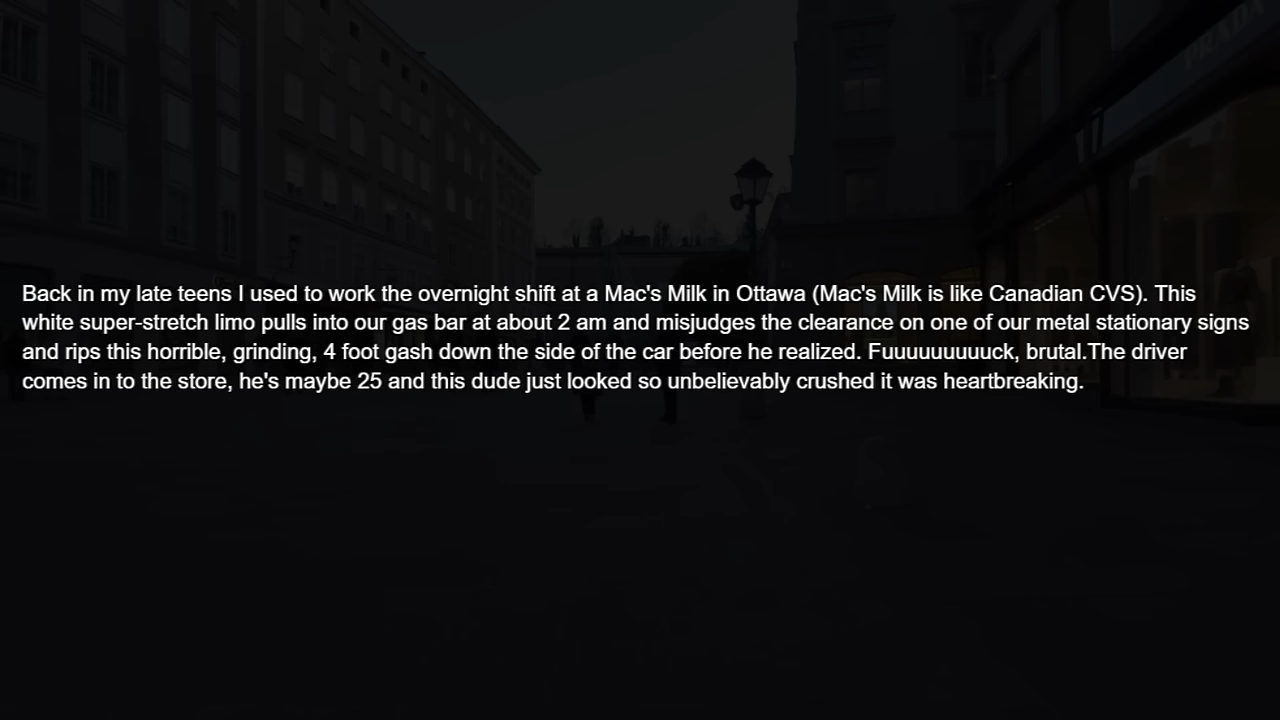 Back in my late teens I used to work the overnight shift at a Mac's Milk in Ottawa (Mac's Milk is like Canadian CVS). This
white super-stretch limo pulls into our gas bar at about 2 am and misjudges the clearance on one of our metal stationary signs
and rips this horrible, grinding, 4 foot gash down the side of the car before he realized. Fuuuuuuuuuck, brutal.The driver
comes in to the store, he's maybe 25 and this dude just looked so unbelievably crushed it was heartbreaking.
PRADA